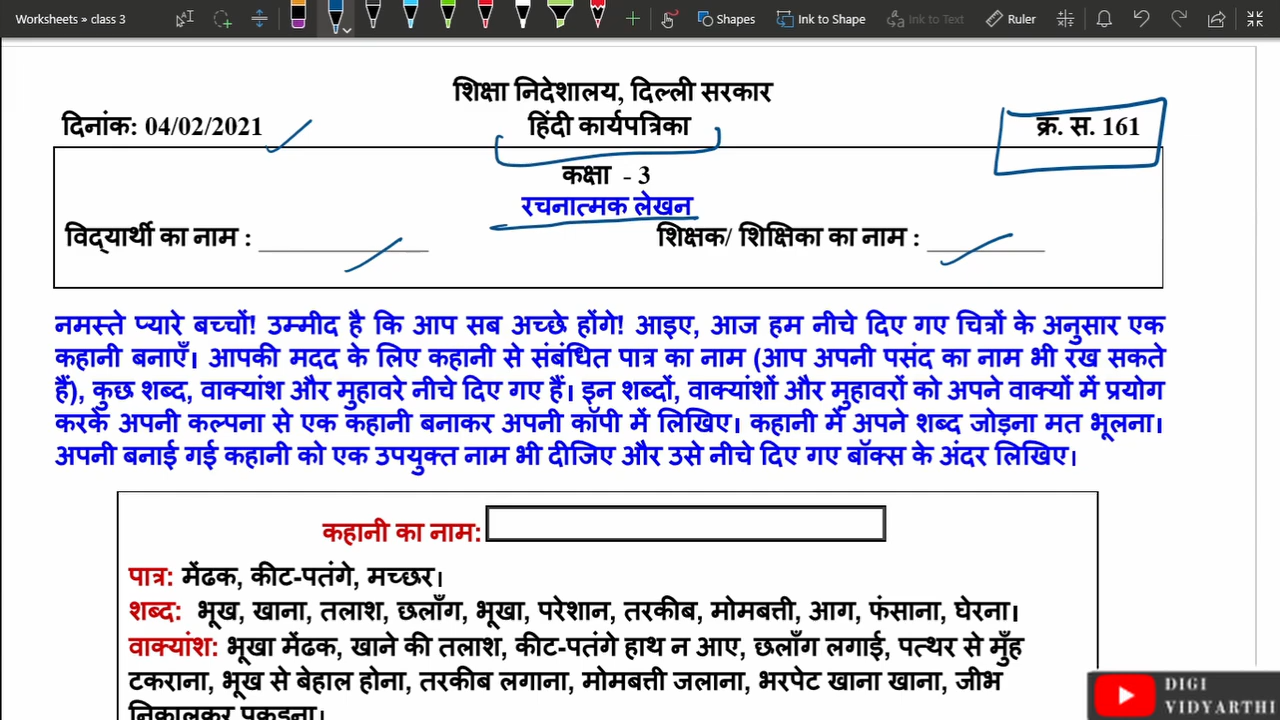 Worksheets » class 3
Shapes
Ink to Shape
Ink to Text
Ruler
शिक्षा निदेशालय, दिल्ली सरकार
दिनांक: 04/02/2021 हिंदी कार्यपत्रिका क्र. स. 161
कक्षा - 3
रचनात्मक लेखन
विद्यार्थी का नाम : ____________ शिक्षक/ शिक्षिका का नाम : ________
नमस्ते प्यारे बच्चों! उम्मीद है कि आप सब अच्छे होंगे! आइए, आज हम नीचे दिए गए चित्रों के अनुसार एक
कहानी बनाएँ। आपकी मदद के लिए कहानी से संबंधित पात्र का नाम (आप अपनी पसंद का नाम भी रख सकते
हैं), कुछ शब्द, वाक्यांश और मुहावरे नीचे दिए गए हैं। इन शब्दों, वाक्यांशों और मुहावरों को अपने वाक्यों में प्रयोग
करके अपनी कल्पना से एक कहानी बनाकर अपनी कॉपी में लिखिए। कहानी में अपने शब्द जोड़ना मत भूलना।
अपनी बनाई गई कहानी को एक उपयुक्त नाम भी दीजिए और उसे नीचे दिए गए बॉक्स के अंदर लिखिए।
कहानी का नाम:
पात्र: मेंढक, कीट-पतंगे, मच्छर।
शब्द: भूख, खाना, तलाश, छलाँग, भूखा, परेशान, तरकीब, मोमबत्ती, आग, फंसाना, घेरना।
वाक्यांश: भूखा मेंढक, खाने की तलाश, कीट-पतंगे हाथ न आए, छलाँग लगाई, पत्थर से मुँह
टकराना, भूख से बेहाल होना, तरकीब लगाना, मोमबत्ती जलाना, भरपेट खाना खाना, जीभ
निकालकर पकड़ना।
DIGI
VIDYARTHI